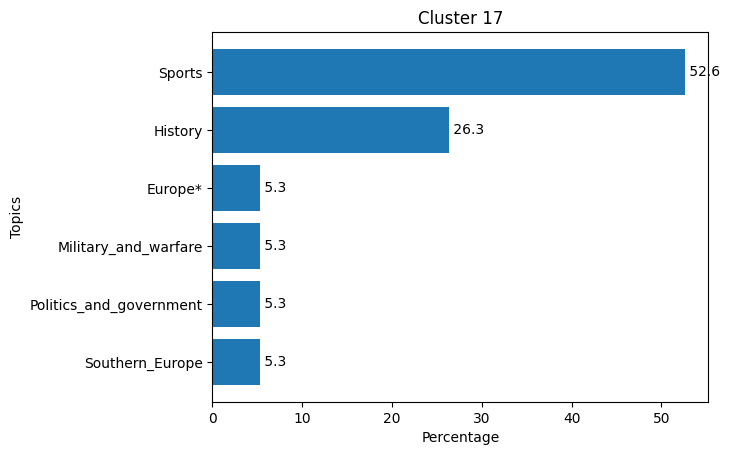 Cluster 17
Topics
Sports 52.6
History 26.3
Europe* 5.3
Military_and_warfare 5.3
Politics_and_government 5.3
Southern_Europe 5.3
0 10 20 30 40 50
Percentage